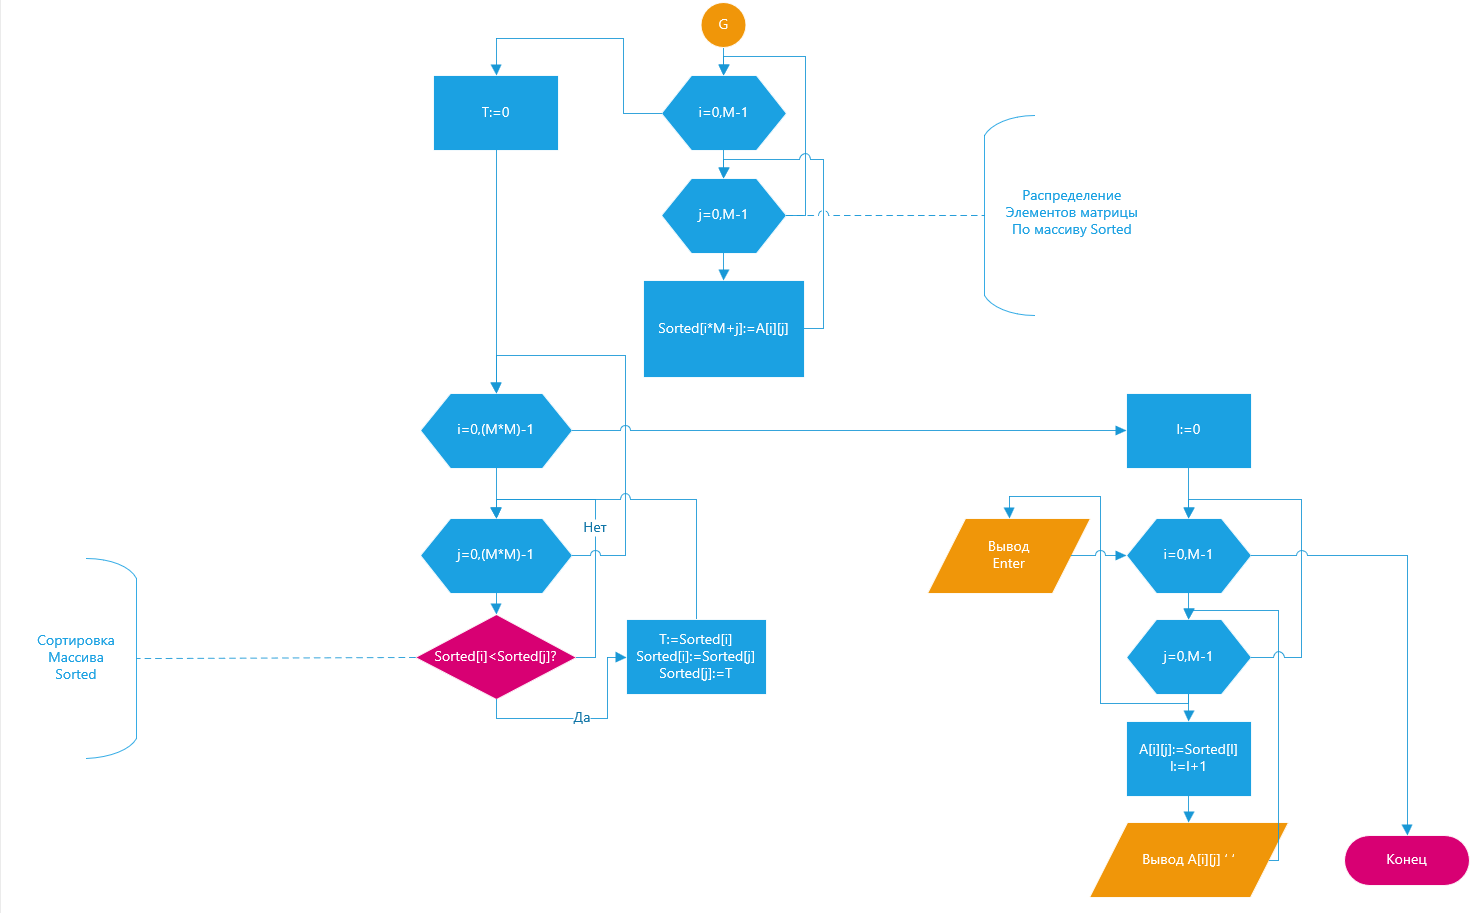 G
T:=0
i=0,M-1
j=0,M-1
Распределение
Элементов матрицы
По массиву Sorted
Sorted[i*M+j]:=A[i][j]
i=0,(M*M)-1
I:=0
Нет
j=0,(M*M)-1
Вывод
Enter
i=0,M-1
Сортировка
Массива
Sorted
Sorted[i]<Sorted[j]?
T:=Sorted[i]
Sorted[i]:=Sorted[j]
Sorted[j]:=T
j=0,M-1
Да
A[i][j]:=Sorted[I]
I:=I+1
Вывод A[i][j] ‘ ‘
Конец